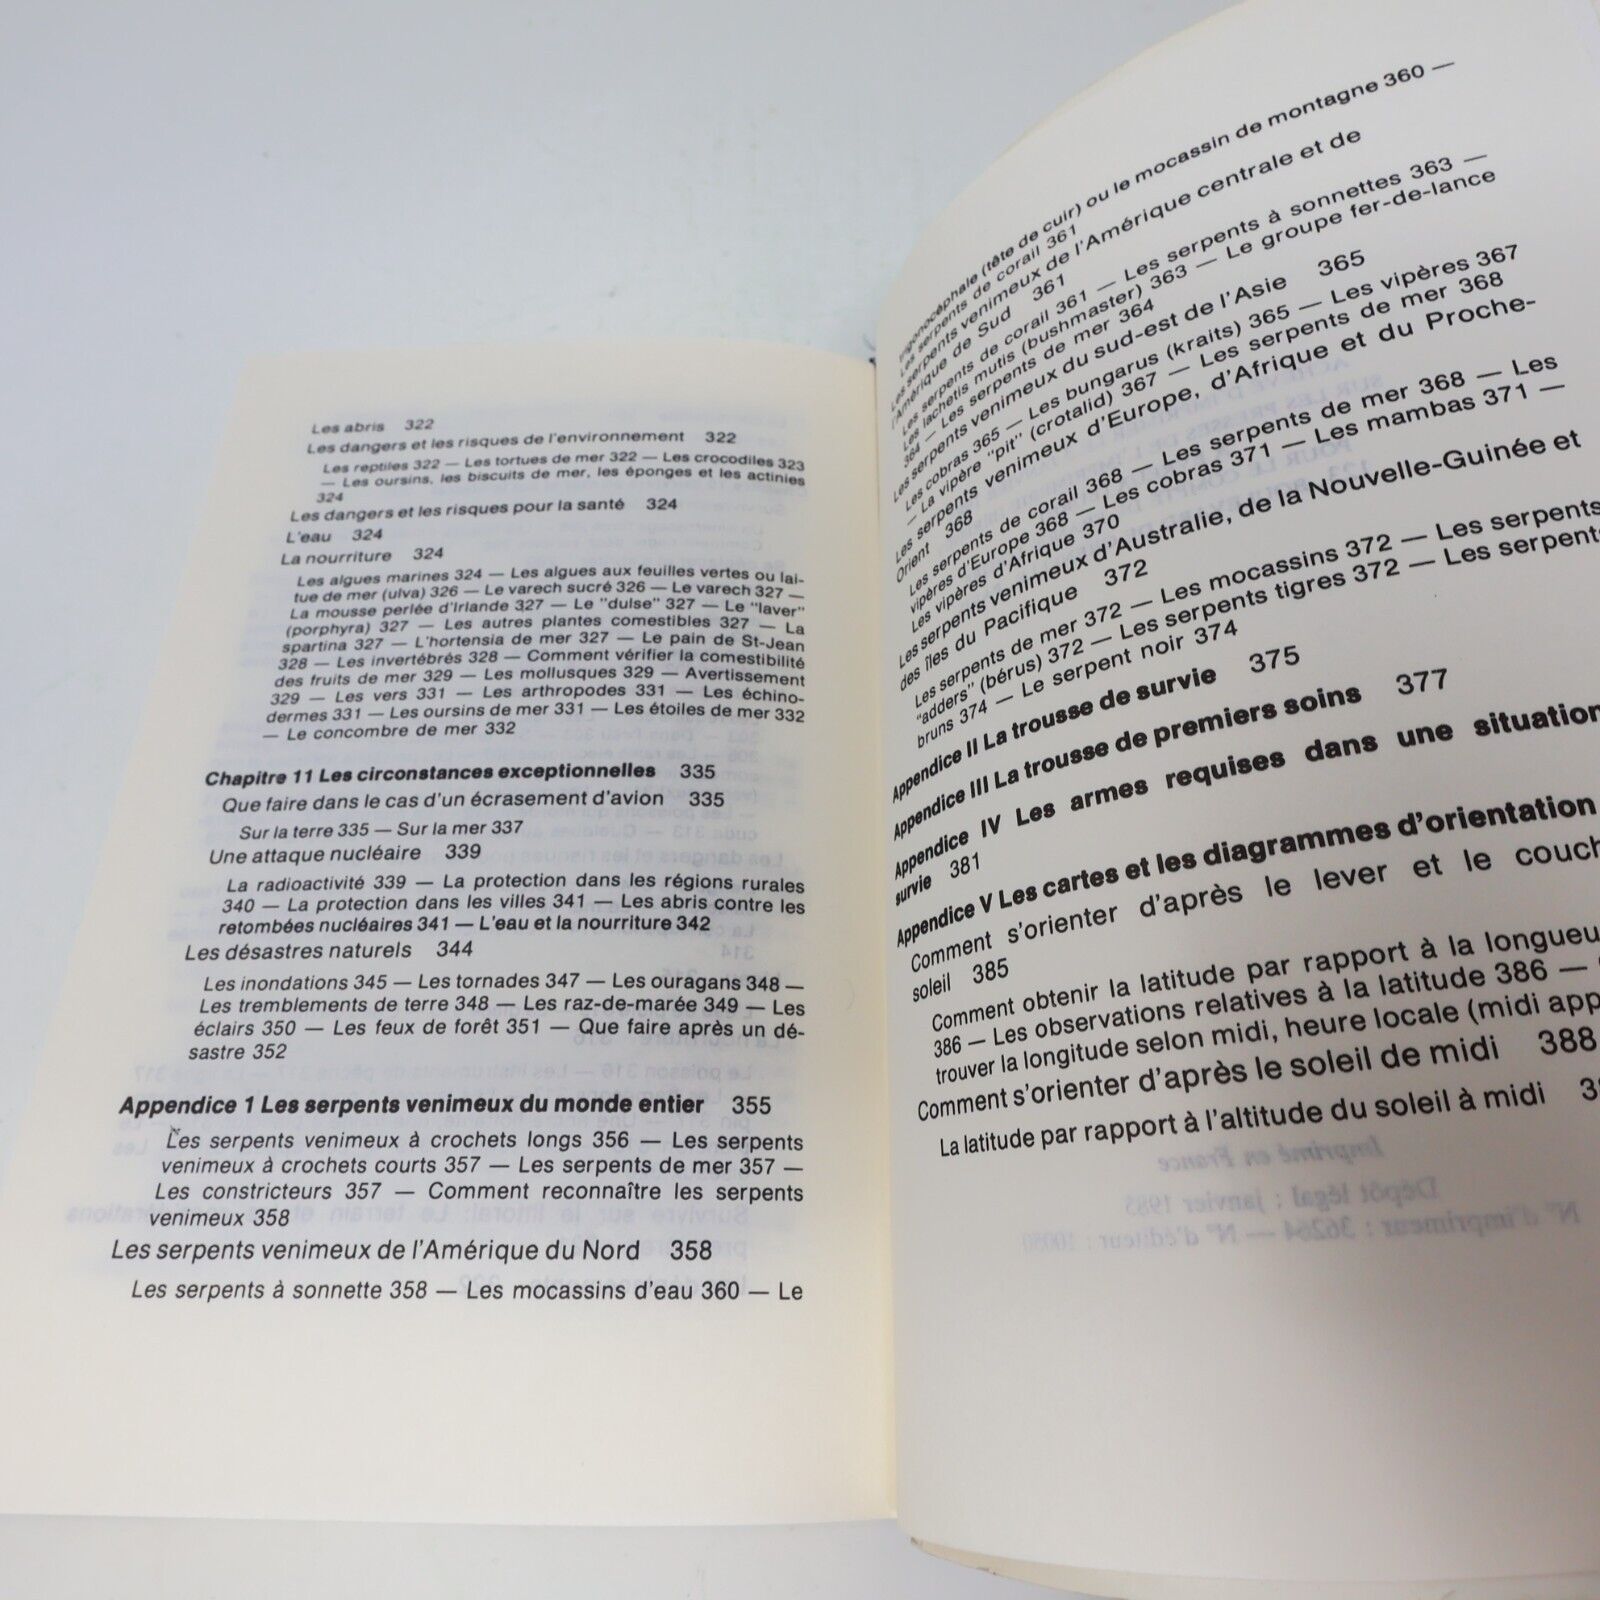 Les abris 322
Les dangers et les risques de l'environnement 322
Les reptiles 322 — Les tortues de mer 322 — Les crocodiles 323
— Les oursins, les biscuits de mer, les éponges et les actinies
324
Les dangers et les risques pour la santé 324
L'eau 324
La nourriture 324
Les algues marines 324 — Les algues aux feuilles vertes ou lai-
tue de mer (ulva) 326 — Le varech sucré 326 — Le varech 327 —
La mousse perlée d'Irlande 327 — Le "dulse" 327 — Le "laver"
(porphyra) 327 — Les autres plantes comestibles 327 — La
spartina 327 — L'hortensia de mer 327 — Le pain de St-Jean
328 — Les invertébrés 328 — Comment vérifier la comestibilité
des fruits de mer 329 — Les mollusques 329 — Avertissement
329 — Les vers 331 — Les arthropodes 331 — Les échino-
dermes 331 — Les oursins de mer 331 — Les étoiles de mer 332
— Le concombre de mer 332
Chapitre 11 Les circonstances exceptionnelles 335
Que faire dans le cas d'un écrasement d'avion 335
Sur la terre 335 — Sur la mer 337
Une attaque nucléaire 339
La radioactivité 339 — La protection dans les régions rurales
340 — La protection dans les villes 341 — Les abris contre les
retombées nucléaires 341 — L'eau et la nourriture 342
Les désastres naturels 344
Les inondations 345 — Les tornades 347 — Les ouragans 348 —
Les tremblements de terre 348 — Les raz-de-marée 349 — Les
éclairs 350 — Les feux de forêt 351 — Que faire après un dé-
sastre 352
Appendice 1 Les serpents venimeux du monde entier 355
Les serpents venimeux à crochets longs 356 — Les serpents
venimeux à crochets courts 357 — Les serpents de mer 357 —
Les constricteurs 357 — Comment reconnaître les serpents
venimeux 358
Les serpents venimeux de l'Amérique du Nord 358
Les serpents à sonnette 358 — Les mocassins d'eau 360 — Le
trigonocéphale (tête de cuir) ou le mocassin de montagne 360 —
Les serpents de corail 361
Les serpents venimeux de l'Amérique centrale et de
l'Amérique de Sud 361
Les serpents de corail 361 — Les serpents à sonnettes 363 —
Les lachetis mutis (bushmaster) 363 — Le groupe fer-de-lance
364 — Les serpents de mer 364
Les serpents venimeux du sud-est de l'Asie 365
Les cobras 365 — Les bungarus (kraits) 365 — Les vipères 367
— La vipère "pit" (crotalid) 367 — Les serpents de mer 368
Les serpents venimeux d'Europe, d'Afrique et du Proche-
Orient 368
Les serpents de corail 368 — Les serpents de mer 368 — Les
vipères d'Europe 368 — Les cobras 371 — Les mambas 371 —
Les vipères d'Afrique 370
Les serpents venimeux d'Australie, de la Nouvelle-Guinée et
des îles du Pacifique 372
Les serpents de mer 372 — Les mocassins 372 — Les serpents
"adders" (bérus) 372 — Les serpents tigres 372 — Les serpents
bruns 374 — Le serpent noir 374
Appendice II La trousse de survie 375
Appendice III La trousse de premiers soins 377
Appendice IV Les armes requises dans une situation
survie 381
Appendice V Les cartes et les diagrammes d'orientation
Comment s'orienter d'après le lever et le couch
soleil 385
Comment obtenir la latitude par rapport à la longueu
386 — Les observations relatives à la latitude 386 —
trouver la longitude selon midi, heure locale (midi app
Comment s'orienter d'après le soleil de midi 388
La latitude par rapport à l'altitude du soleil à midi